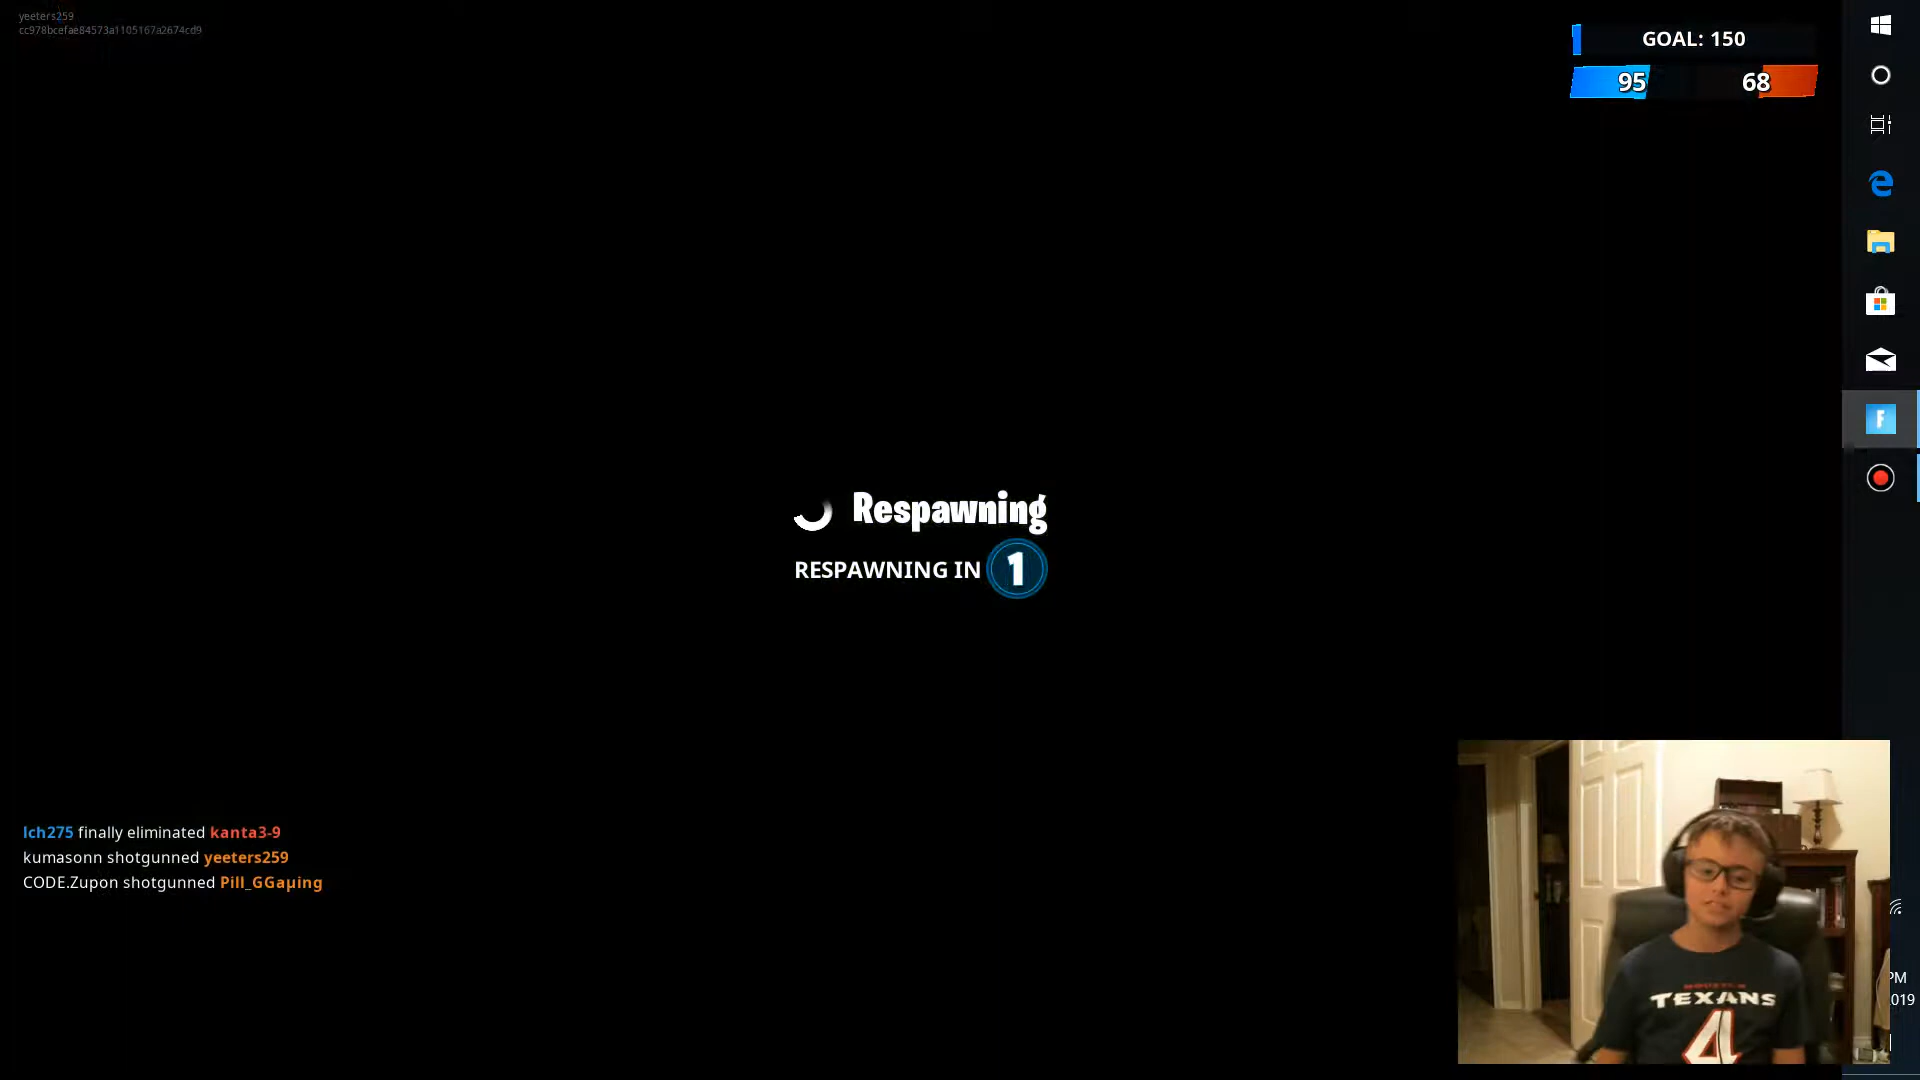 yeeters259
cc978bcefae84573a1105167a2674cd9
GOAL: 150
95 68
Respawning
RESPAWNING IN 1
lch275 finally eliminated kanta3-9
kumasonn shotgunned yeeters259
CODE.Zupon shotgunned Pill_GGaμing
TEXANS
4
PM
019